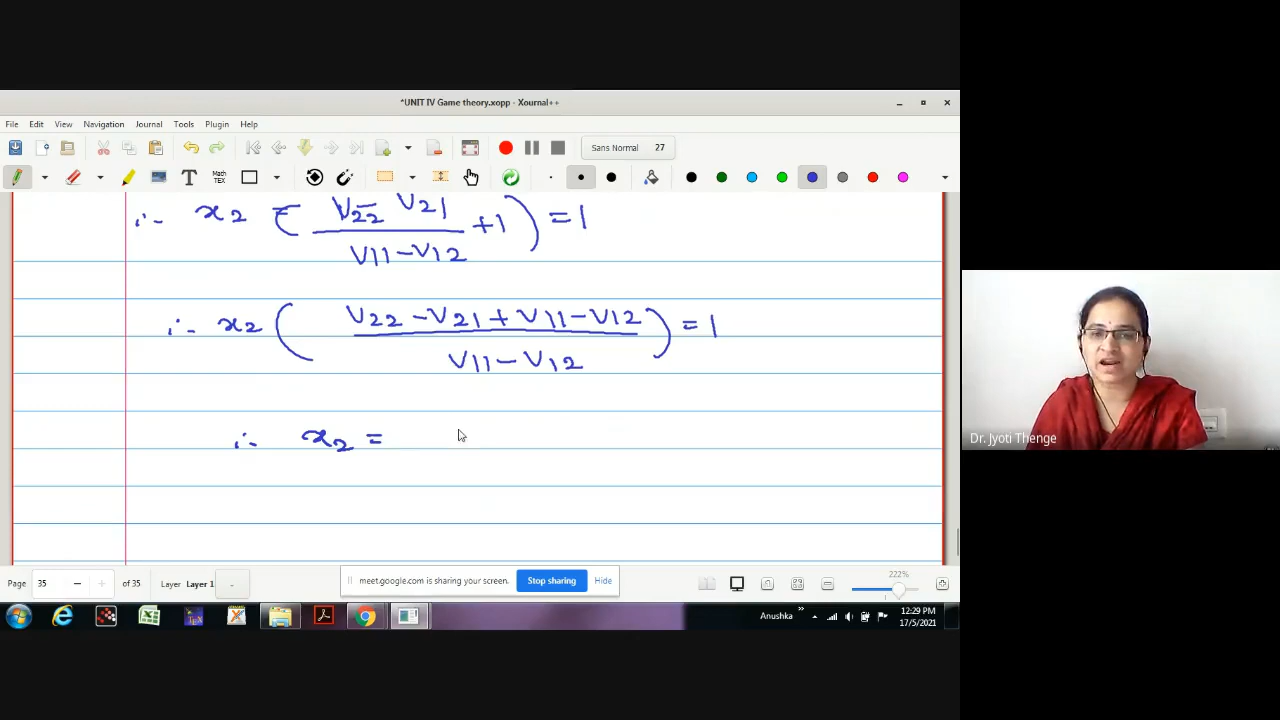 *UNIT IV Game theory.xopp - Xournal++
File Edit View Navigation Journal Tools Plugin Help
Sans Normal 27
T Math TEX
∴ x2 ( V22 - V21 / V11 - V12 + 1 ) = 1
∴ x2 ( V22 - V21 + V11 - V12 / V11 - V12 ) = 1
∴ x2 =
Dr. Jyoti Thenge
Page 35 of 35 Layer Layer 1
meet.google.com is sharing your screen. Stop sharing Hide
222%
Anushka
12:29 PM
17/5/2021